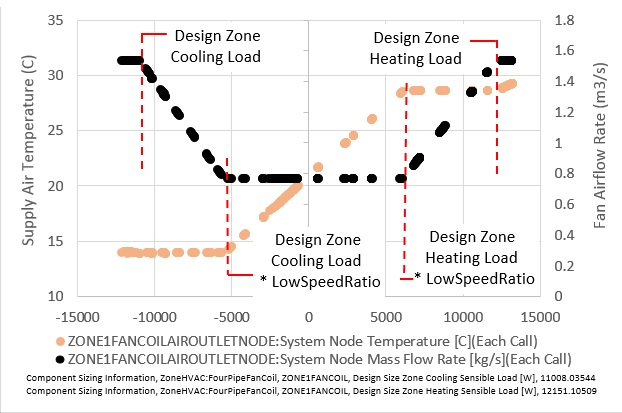 35
30
25
20
15
10
Supply Air Temperature (C)
Design Zone
Cooling Load
Design Zone
Heating Load
1.8
1.6
1.4
1.2
1
0.8
0.6
0.4
0.2
0
Fan Airflow Rate (m3/s)
Design Zone
Cooling Load
* LowSpeedRatio
Design Zone
Heating Load
* LowSpeedRatio
-15000 -10000 -5000 0 5000 10000 15000
ZONE1FANCOILAIROUTLETNODE:System Node Temperature [C](Each Call)
ZONE1FANCOILAIROUTLETNODE:System Node Mass Flow Rate [kg/s](Each Call)
Component Sizing Information, ZoneHVAC:FourPipeFanCoil, ZONE1FANCOIL, Design Size Zone Cooling Sensible Load [W], 11008.03544
Component Sizing Information, ZoneHVAC:FourPipeFanCoil, ZONE1FANCOIL, Design Size Zone Heating Sensible Load [W], 12151.10509